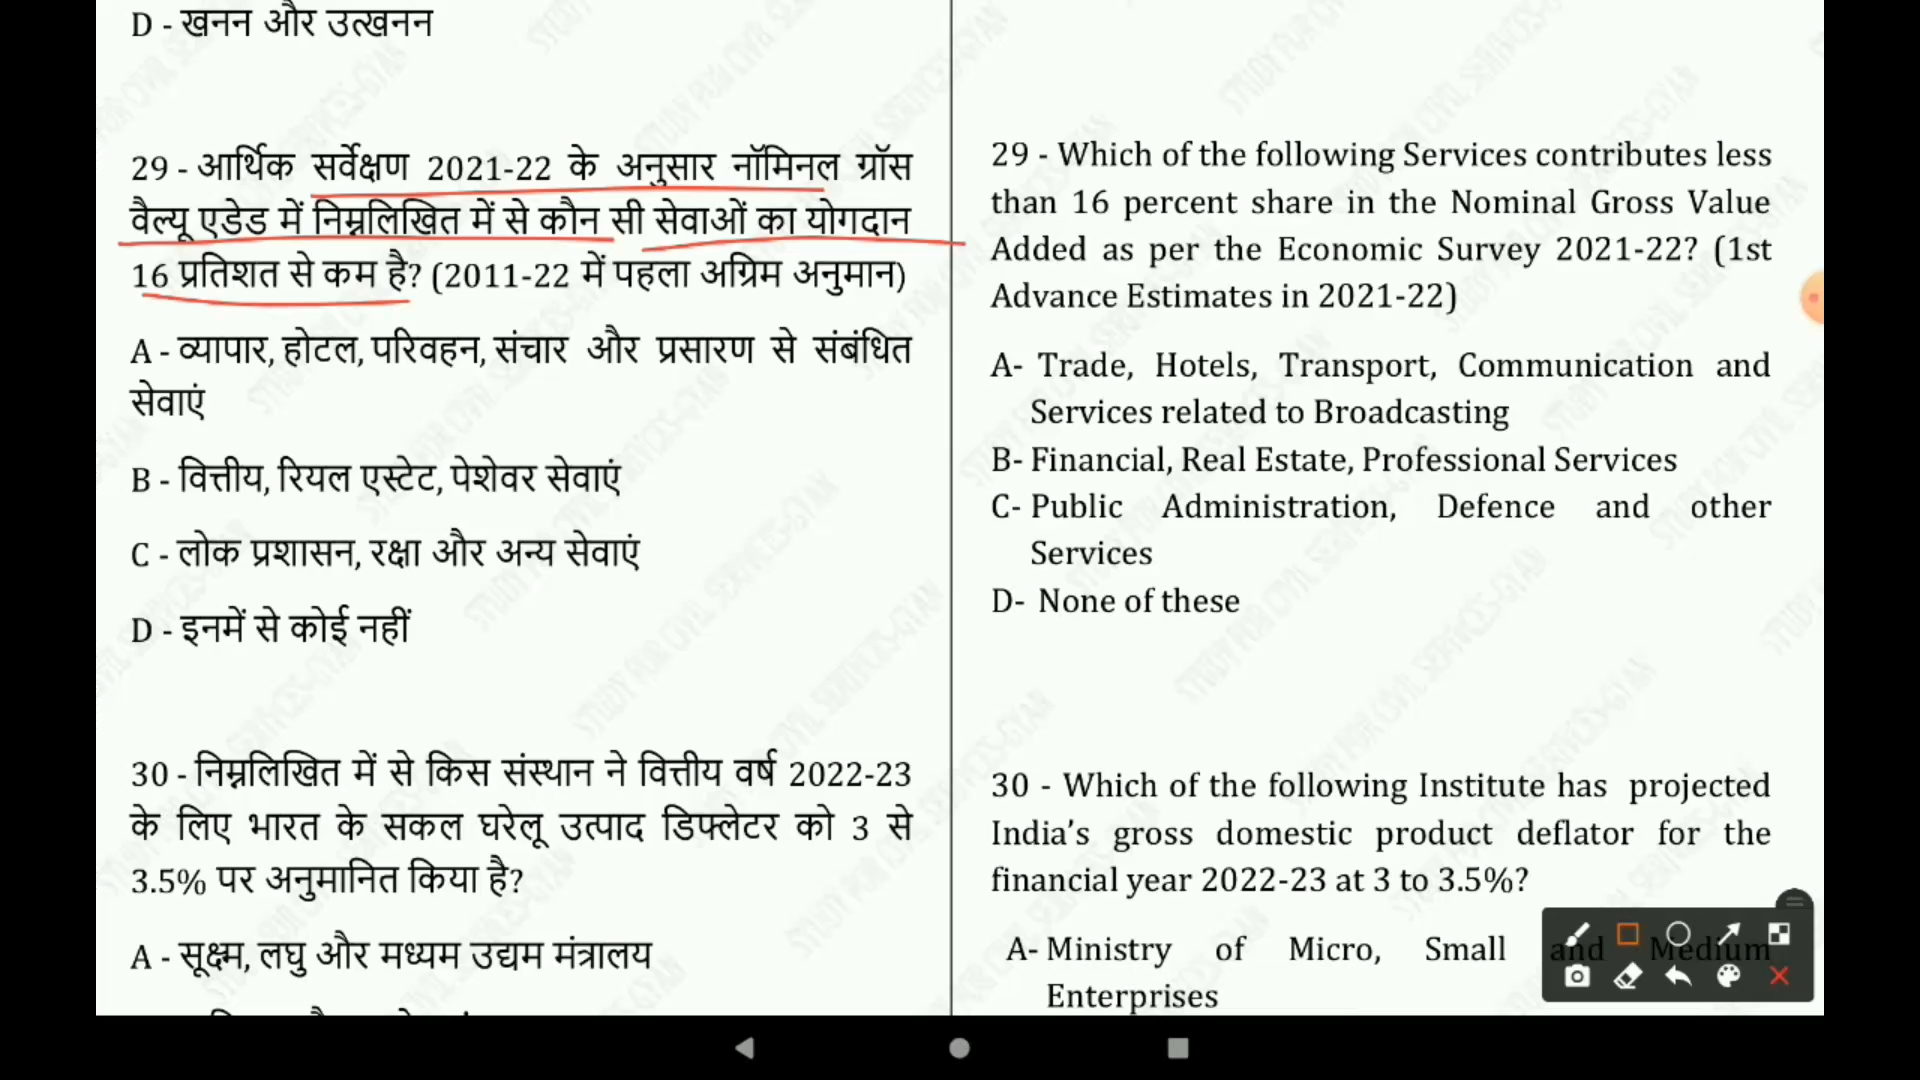 D - खनन और उत्खनन
29 - आर्थिक सर्वेक्षण 2021-22 के अनुसार नॉमिनल ग्रॉस
वैल्यू एडेड में निम्नलिखित में से कौन सी सेवाओं का योगदान
16 प्रतिशत से कम है? (2011-22 में पहला अग्रिम अनुमान)
A - व्यापार, होटल, परिवहन, संचार और प्रसारण से संबंधित
सेवाएं
B - वित्तीय, रियल एस्टेट, पेशेवर सेवाएं
C - लोक प्रशासन, रक्षा और अन्य सेवाएं
D - इनमें से कोई नहीं
30 - निम्नलिखित में से किस संस्थान ने वित्तीय वर्ष 2022-23
के लिए भारत के सकल घरेलू उत्पाद डिफ्लेटर को 3 से
3.5% पर अनुमानित किया है?
A - सूक्ष्म, लघु और मध्यम उद्यम मंत्रालय
29 - Which of the following Services contributes less
than 16 percent share in the Nominal Gross Value
Added as per the Economic Survey 2021-22? (1st
Advance Estimates in 2021-22)
A- Trade, Hotels, Transport, Communication and
Services related to Broadcasting
B- Financial, Real Estate, Professional Services
C- Public Administration, Defence and other
Services
D- None of these
30 - Which of the following Institute has projected
India's gross domestic product deflator for the
financial year 2022-23 at 3 to 3.5%?
A- Ministry of Micro, Small and Medium
Enterprises
STUDY FOR CIVIL SERVICES-GYAN